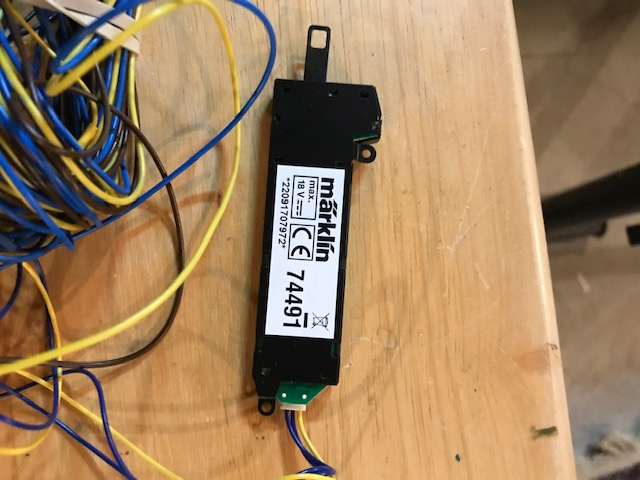 märklin
max.
18 V ⎓
CE
74491
*22091707972*